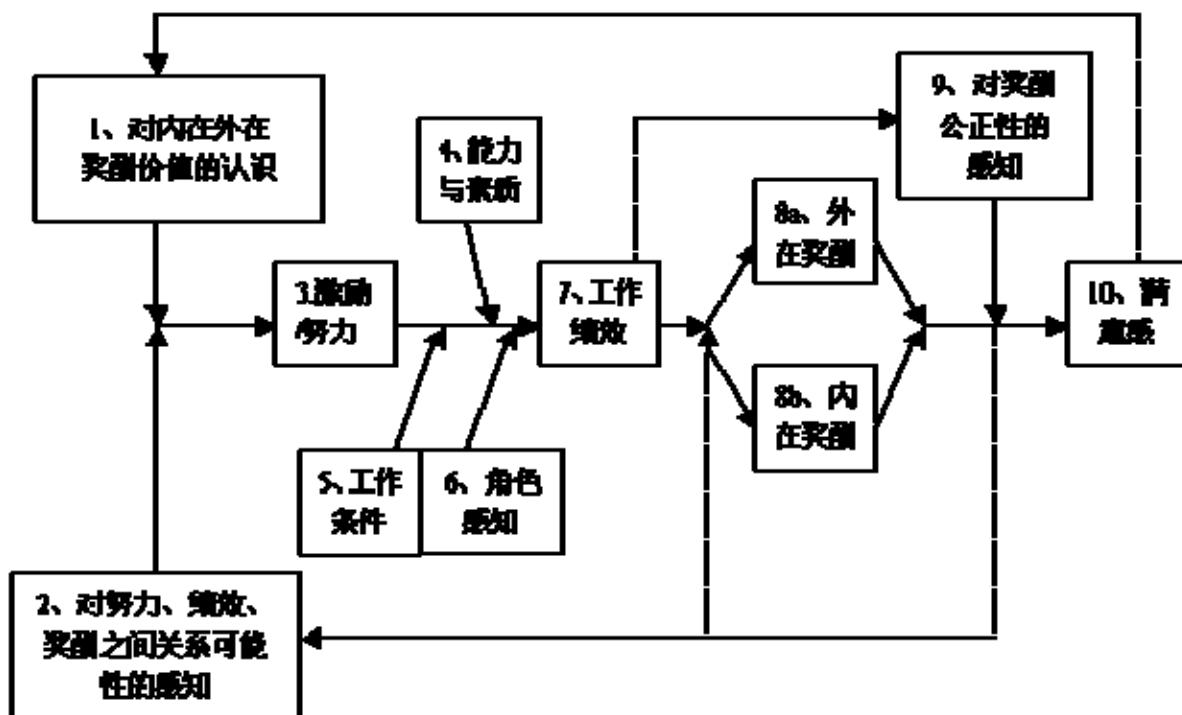 1、对内在外在
奖酬价值的认识
2、对努力、绩效、
奖酬之间关系可能
性的感知
3.激励
/努力
4、能力
与素质
5、工作
条件
6、角色
感知
7、工作
绩效
8a、外
在奖酬
8b、内
在奖酬
9、对奖酬
公正性的
感知
10、满
意感